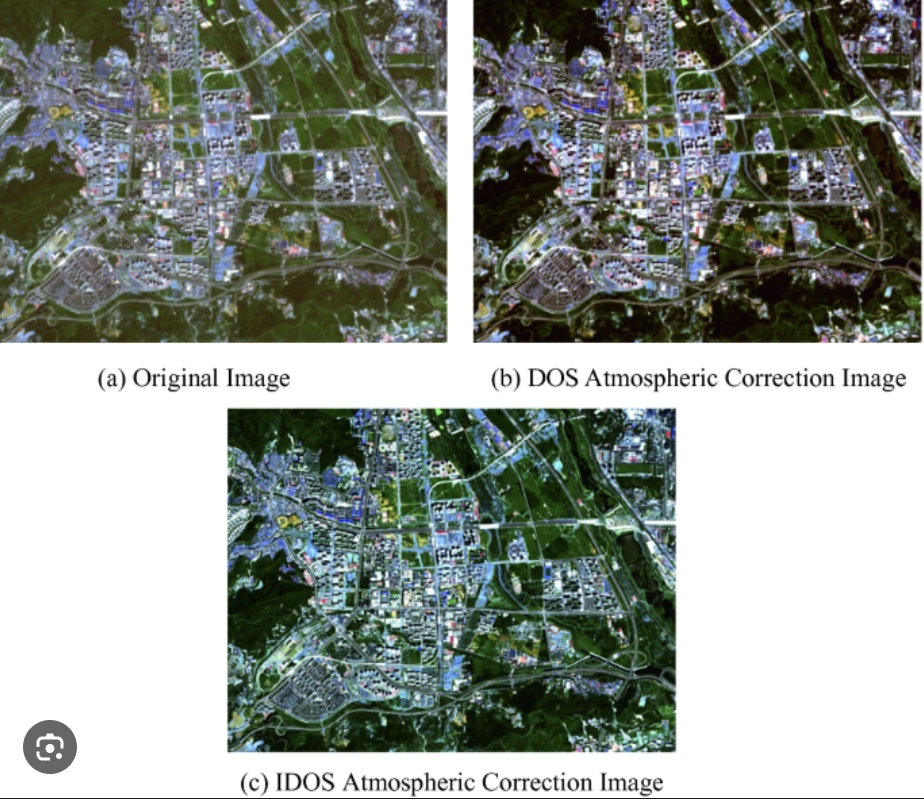 (a) Original Image
(b) DOS Atmospheric Correction Image
(c) IDOS Atmospheric Correction Image